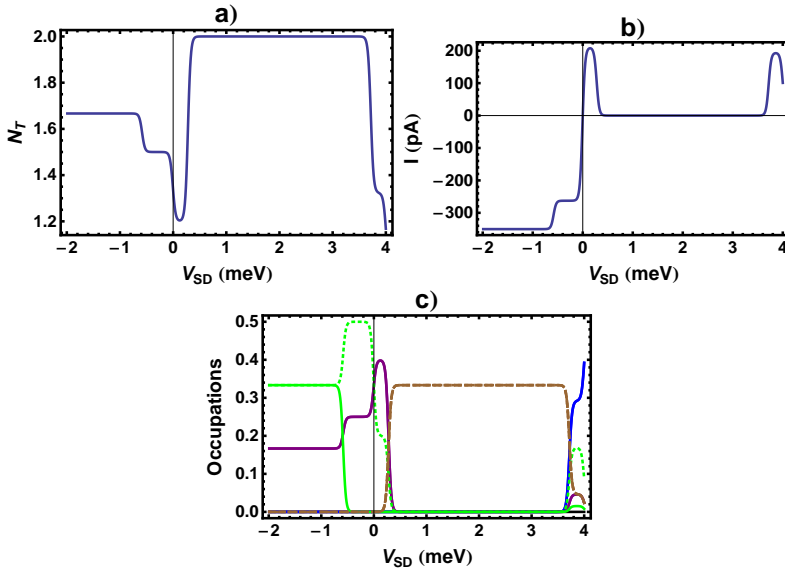 a)
2.0
1.8
1.6
1.4
1.2
N_T
−2 −1 0 1 2 3 4
V_SD (meV)
b)
200
100
0
−100
−200
−300
I (pA)
−2 −1 0 1 2 3 4
V_SD (meV)
c)
0.5
0.4
0.3
0.2
0.1
0.0
Occupations
−2 −1 0 1 2 3 4
V_SD (meV)